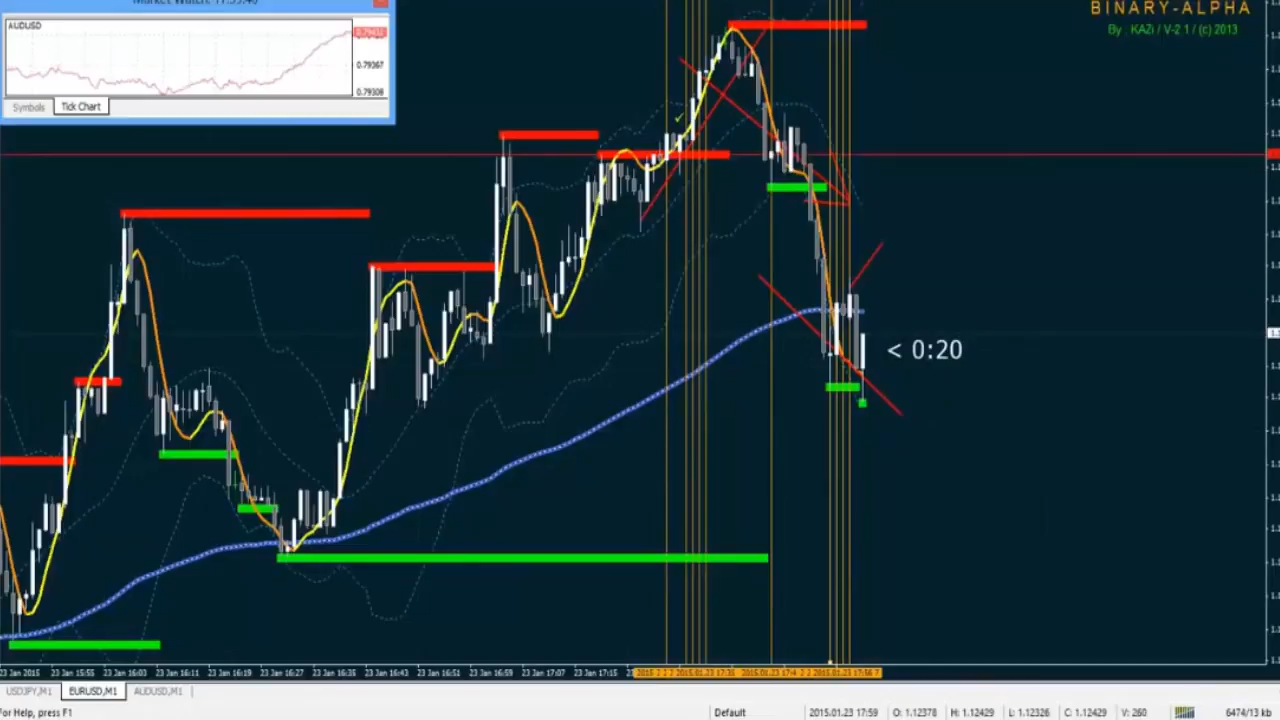 BINARY-ALPHA
By : KAZi / V-2.1 / (c) 2013
AUDUSD
0.79367
0.79308
Symbols
Tick Chart
< 0:20
23 Jan 2015
23 Jan 15:55
23 Jan 16:03
23 Jan 16:11
23 Jan 16:19
23 Jan 16:27
23 Jan 16:35
23 Jan 16:43
23 Jan 16:51
23 Jan 16:59
23 Jan 17:07
23 Jan 17:15
USDJPY,M1
EURUSD,M1
AUDUSD,M1
For Help, press F1
Default
2015.01.23 17:59
O: 1.12378
H: 1.12429
L: 1.12326
C: 1.12429
V: 260
6474/13 kb